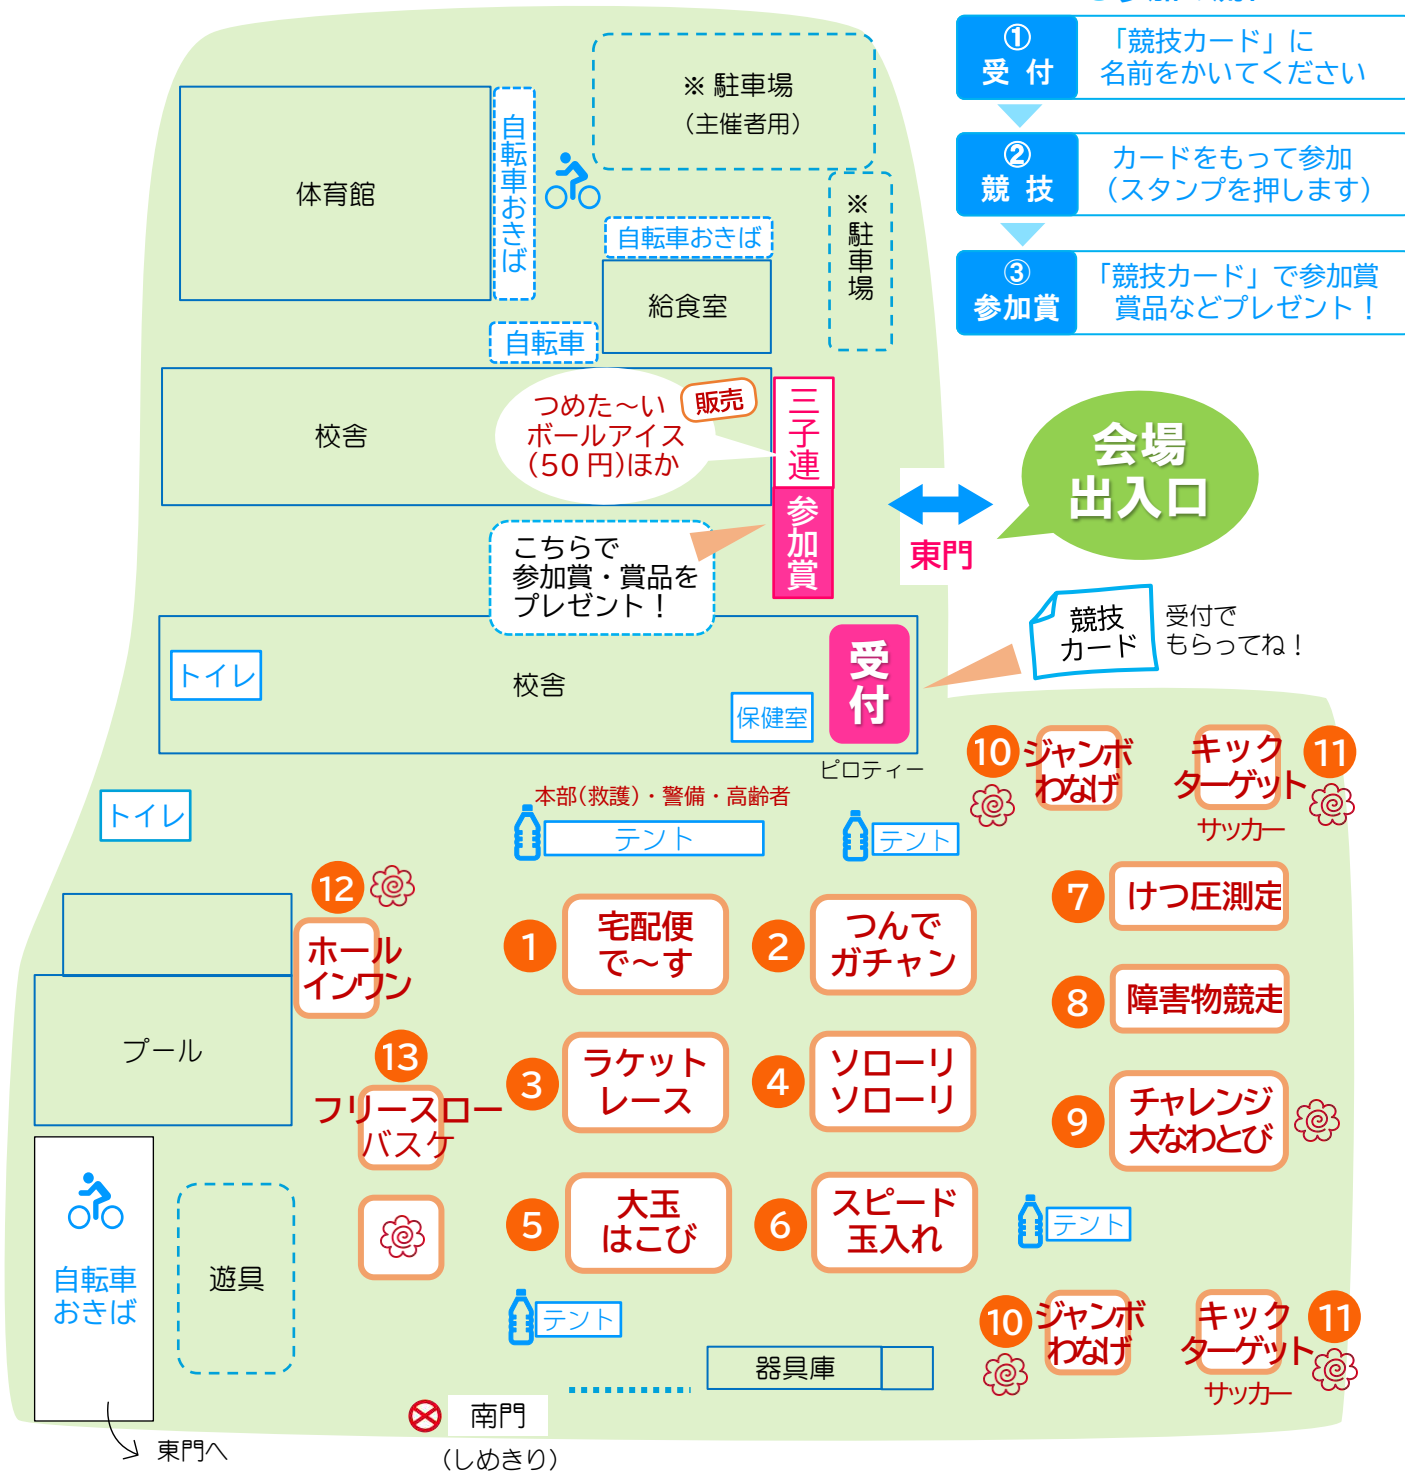 ①
受 付
「競技カード」に
名前をかいてください
②
競 技
カードをもって参加
(スタンプを押します)
③
参加賞
「競技カード」で参加賞
賞品などプレゼント！
※ 駐車場
(主催者用)
※駐車場
体育館
自転車おきば
自転車おきば
給食室
自転車
校舎
つめた～い
ボールアイス
(50 円)ほか
販売
三子連
参加賞
会場
出入口
東門
こちらで
参加賞・賞品を
プレゼント！
競技
カード
受付で
もらってね！
トイレ
校舎
保健室
受付
ピロティー
トイレ
本部(救護)・警備・高齢者
テント
テント
10
ジャンボ
わなげ
キック
ターゲット
11
サッカー
12
ホール
インワン
1
宅配便
で～す
2
つんで
ガチャン
7
けつ圧測定
8
障害物競走
プール
13
フリースロー
バスケ
3
ラケット
レース
4
ソローリ
ソローリ
9
チャレンジ
大なわとび
5
大玉
はこび
6
スピード
玉入れ
テント
自転車
おきば
遊具
テント
10
ジャンボ
わなげ
キック
ターゲット
11
サッカー
器具庫
南門
(しめきり)
東門へ